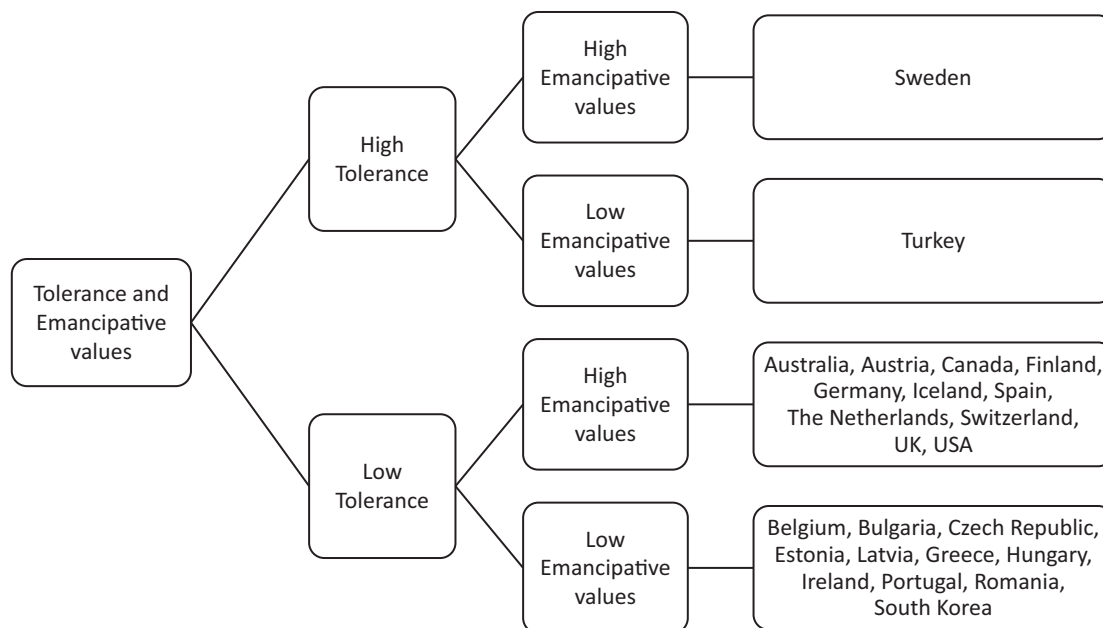 Tolerance and
Emancipative
values
High
Tolerance
High
Emancipative
values
Sweden
Low
Emancipative
values
Turkey
Low
Tolerance
High
Emancipative
values
Australia, Austria, Canada, Finland,
Germany, Iceland, Spain,
The Netherlands, Switzerland,
UK, USA
Low
Emancipative
values
Belgium, Bulgaria, Czech Republic,
Estonia, Latvia, Greece, Hungary,
Ireland, Portugal, Romania,
South Korea